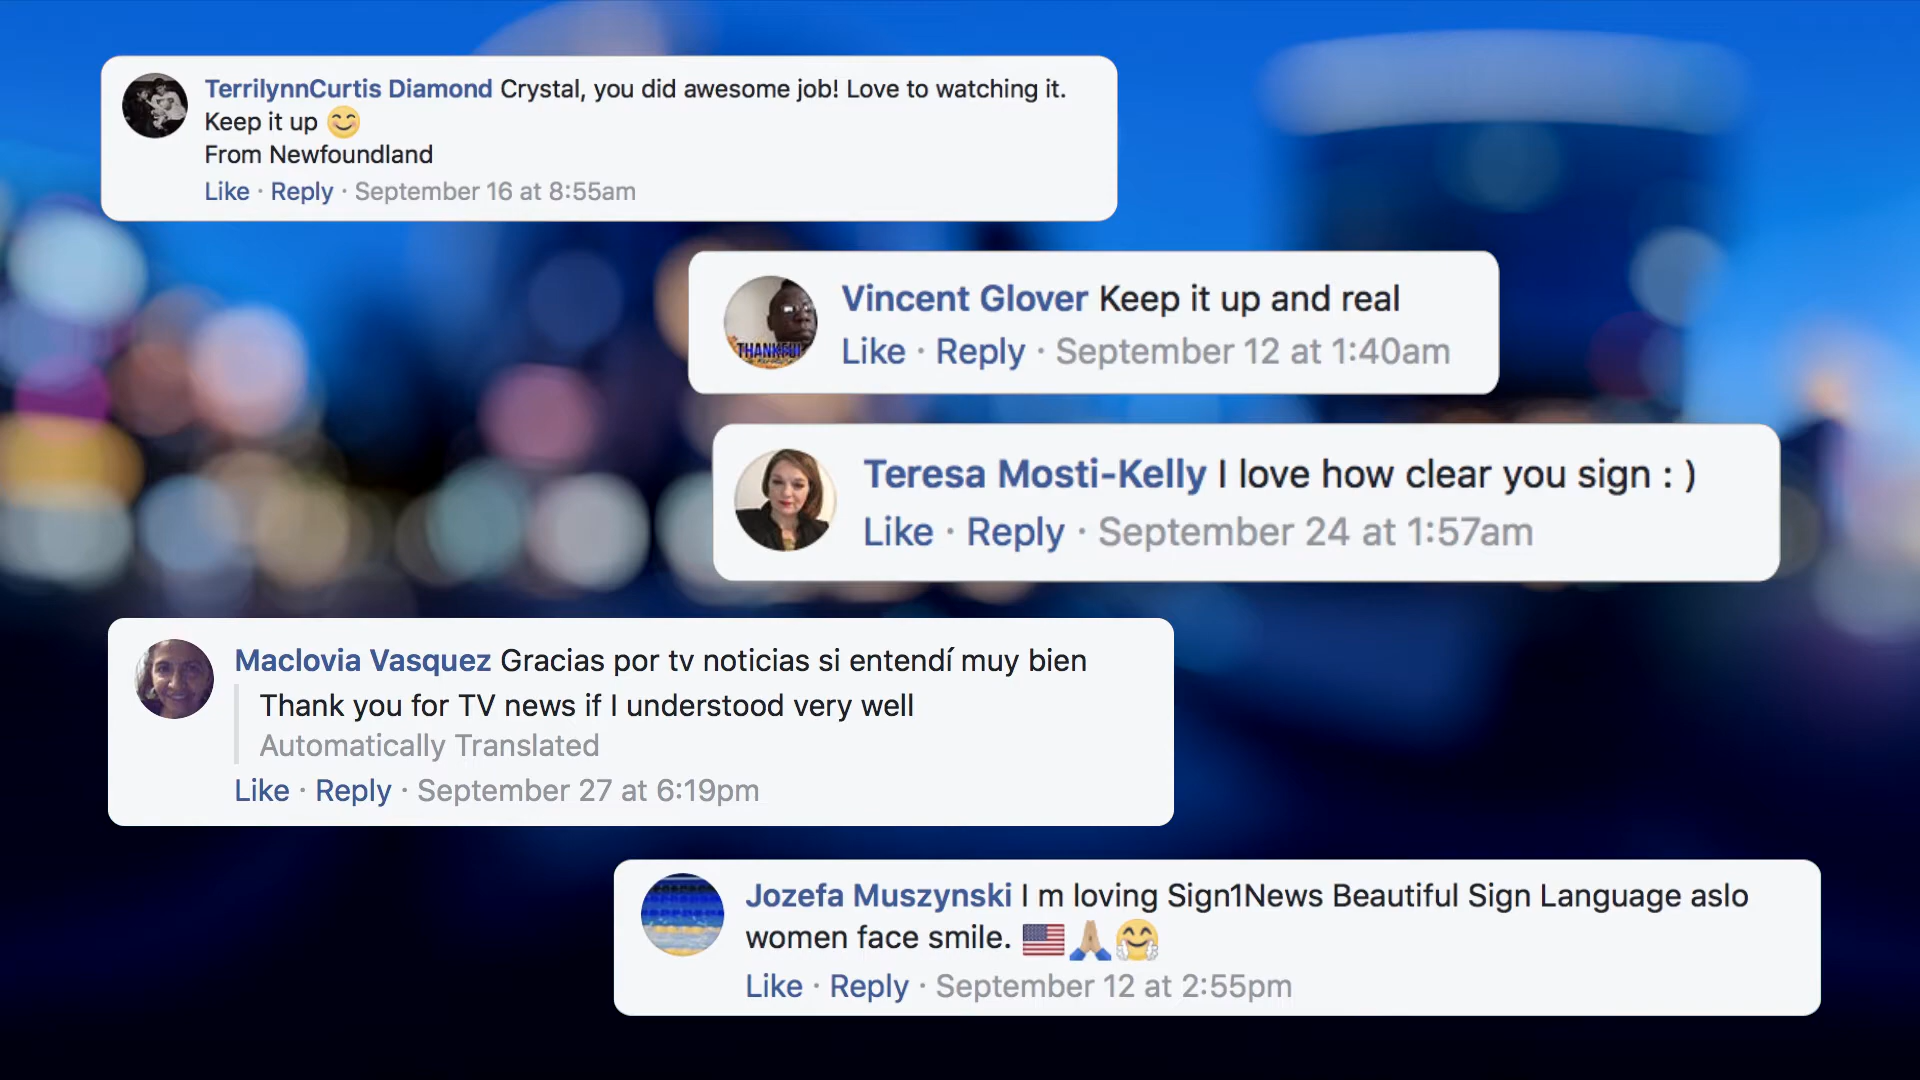 TerrilynnCurtis Diamond Crystal, you did awesome job! Love to watching it.
Keep it up 😊
From Newfoundland
Like · Reply · September 16 at 8:55am
Vincent Glover Keep it up and real
Like · Reply · September 12 at 1:40am
THANKFUL
Teresa Mosti-Kelly I love how clear you sign : )
Like · Reply · September 24 at 1:57am
Maclovia Vasquez Gracias por tv noticias si entendí muy bien
Thank you for TV news if I understood very well
Automatically Translated
Like · Reply · September 27 at 6:19pm
Jozefa Muszynski I m loving Sign1News Beautiful Sign Language aslo
women face smile. 🇺🇸🙏🏼🤗
Like · Reply · September 12 at 2:55pm